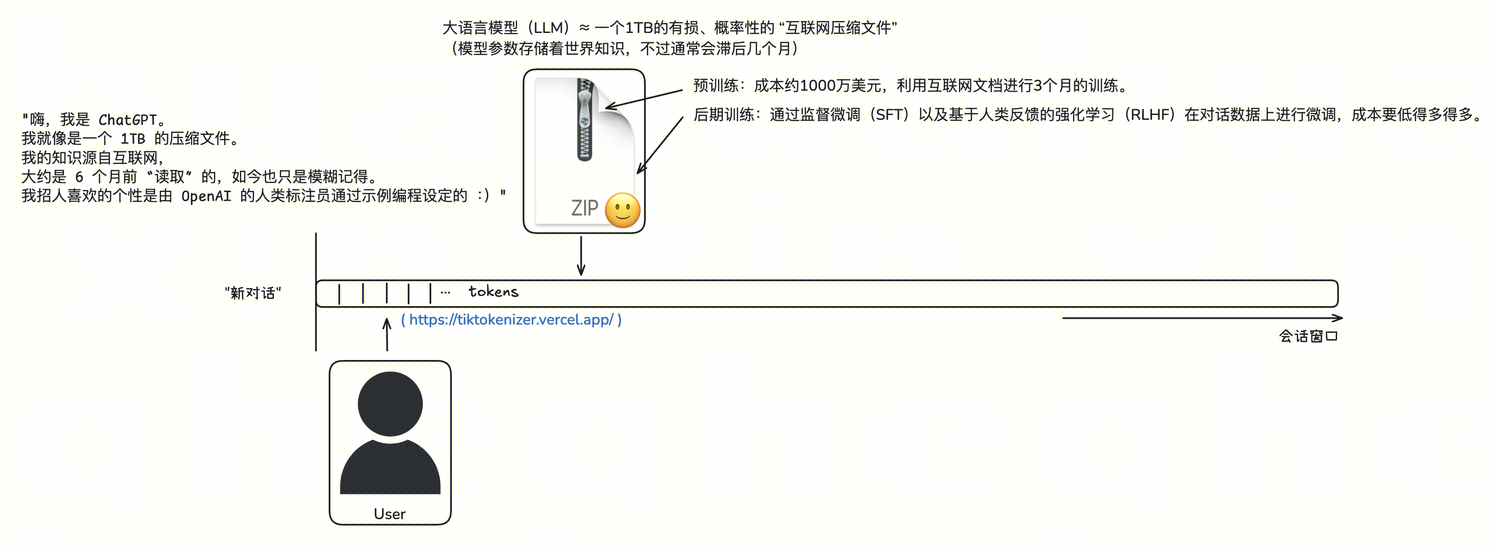 大语言模型（LLM）≈ 一个1TB的有损、概率性的 “互联网压缩文件”
（模型参数存储着世界知识，不过通常会滞后几个月）
预训练：成本约1000万美元，利用互联网文档进行3个月的训练。
后期训练：通过监督微调（SFT）以及基于人类反馈的强化学习（RLHF）在对话数据上进行微调，成本要低得多得多。
"嗨，我是 ChatGPT。
我就像是一个 1TB 的压缩文件。
我的知识源自互联网，
大约是 6 个月前“读取”的，如今也只是模糊记得。
我招人喜欢的个性是由 OpenAI 的人类标注员通过示例编程设定的 :) "
ZIP
"新对话"
... tokens
( https://tiktokenizer.vercel.app/ )
会话窗口
User